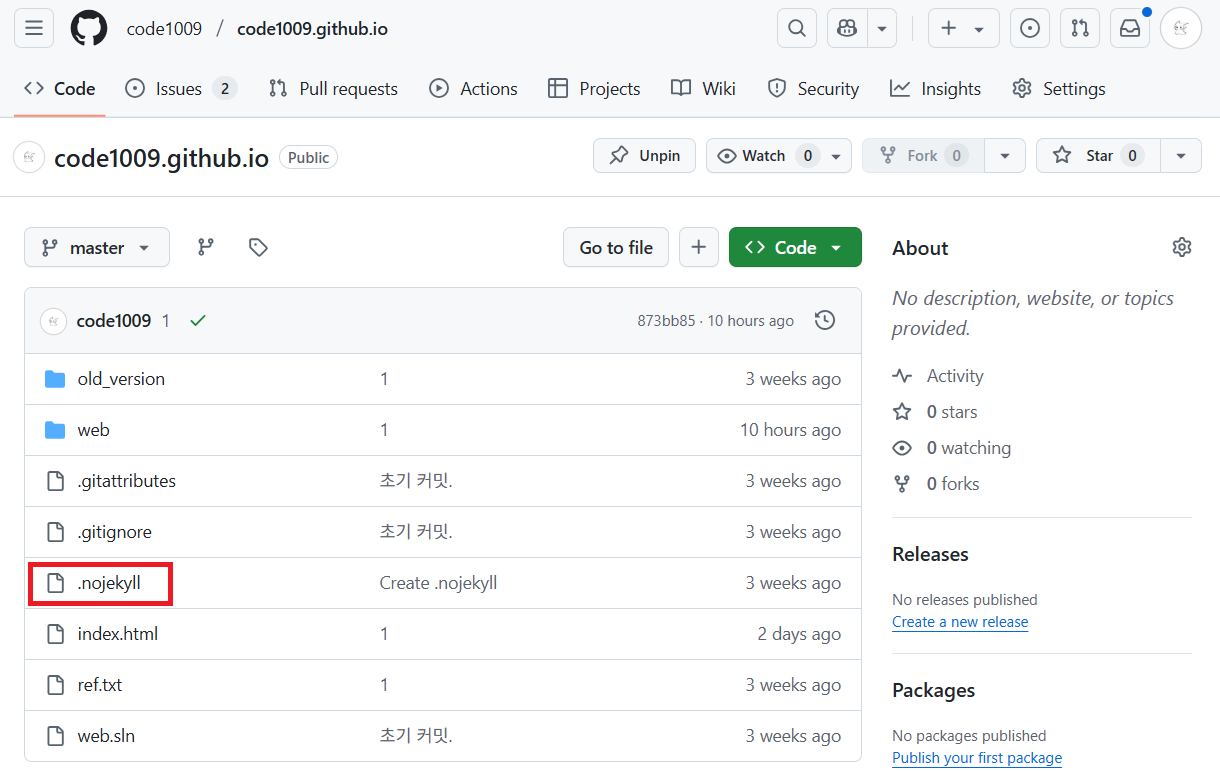 code1009 / code1009.github.io
Code Issues 2 Pull requests Actions Projects Wiki Security Insights Settings
code1009.github.io Public Unpin Watch 0 Fork 0 Star 0
master Go to file Code
code1009 1 873bb85 · 10 hours ago
old_version 1 3 weeks ago
web 1 10 hours ago
.gitattributes 초기 커밋. 3 weeks ago
.gitignore 초기 커밋. 3 weeks ago
.nojekyll Create .nojekyll 3 weeks ago
index.html 1 2 days ago
ref.txt 1 3 weeks ago
web.sln 초기 커밋. 3 weeks ago
About
No description, website, or topics
provided.
Activity
0 stars
0 watching
0 forks
Releases
No releases published
Create a new release
Packages
No packages published
Publish your first package